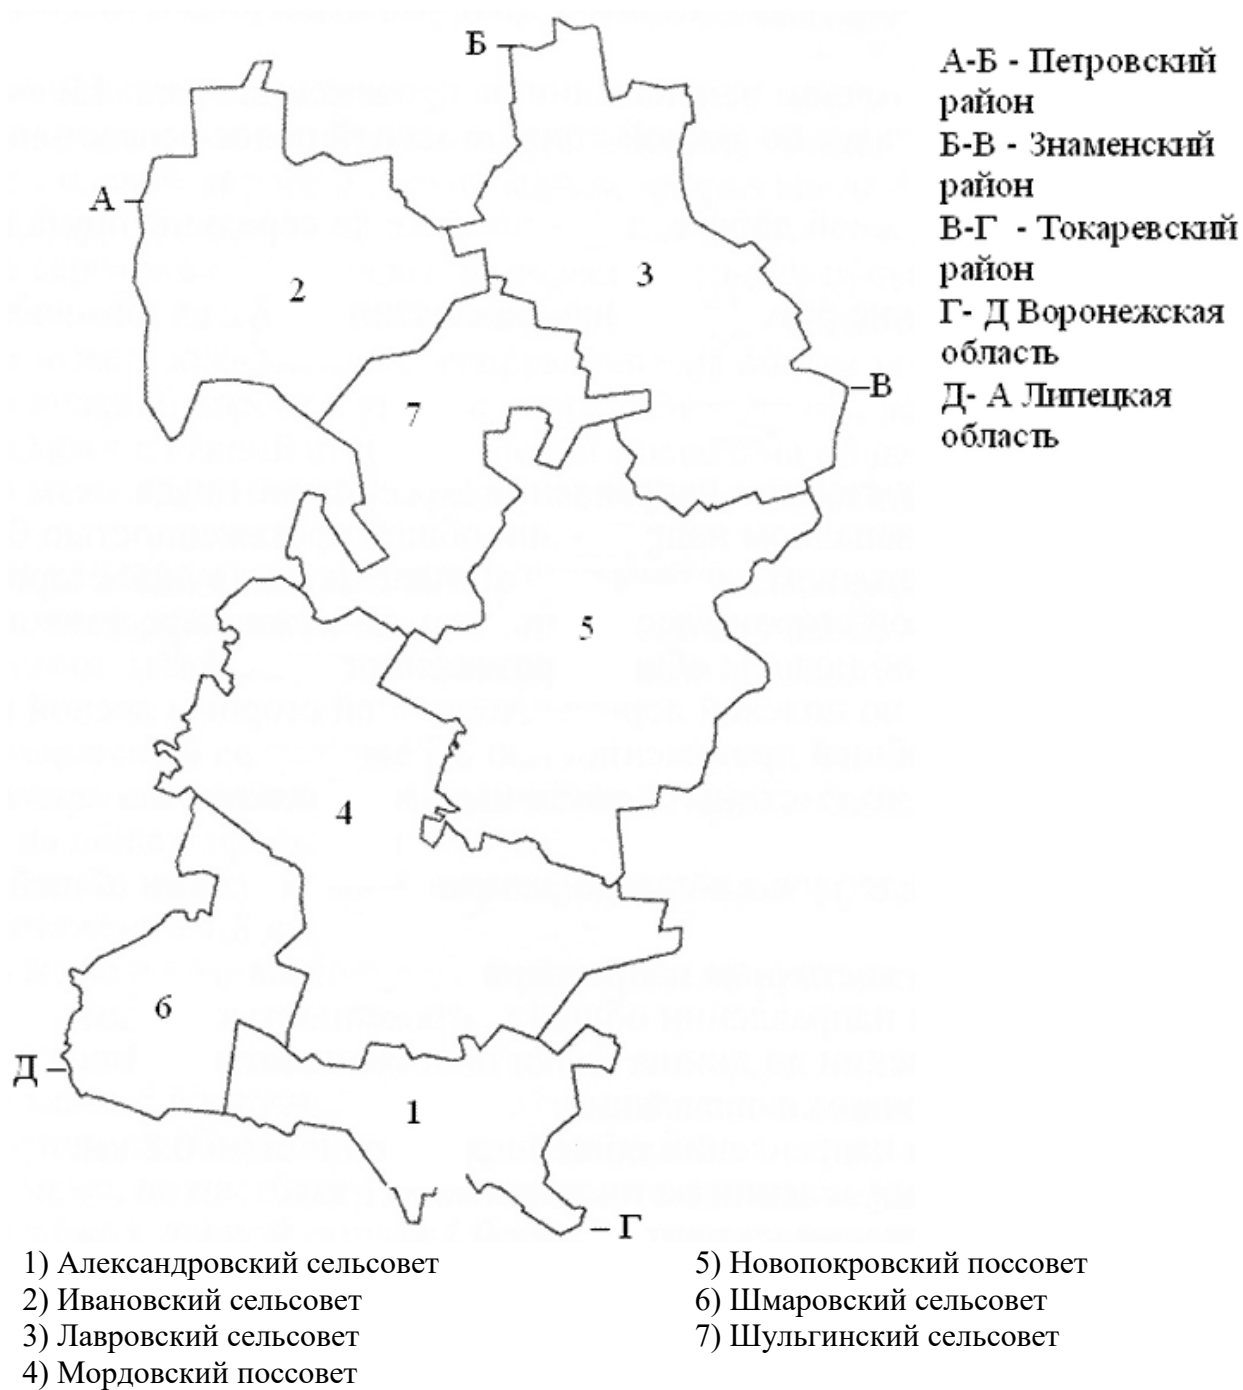 Б
А
2
3
7
В
5
4
6
Д
1
Г
А-Б - Петровский
район
Б-В - Знаменский
район
В-Г - Токаревский
район
Г- Д Воронежская
область
Д- А Липецкая
область
1) Александровский сельсовет
2) Ивановский сельсовет
3) Лавровский сельсовет
4) Мордовский поссовет
5) Новопокровский поссовет
6) Шмаровский сельсовет
7) Шульгинский сельсовет